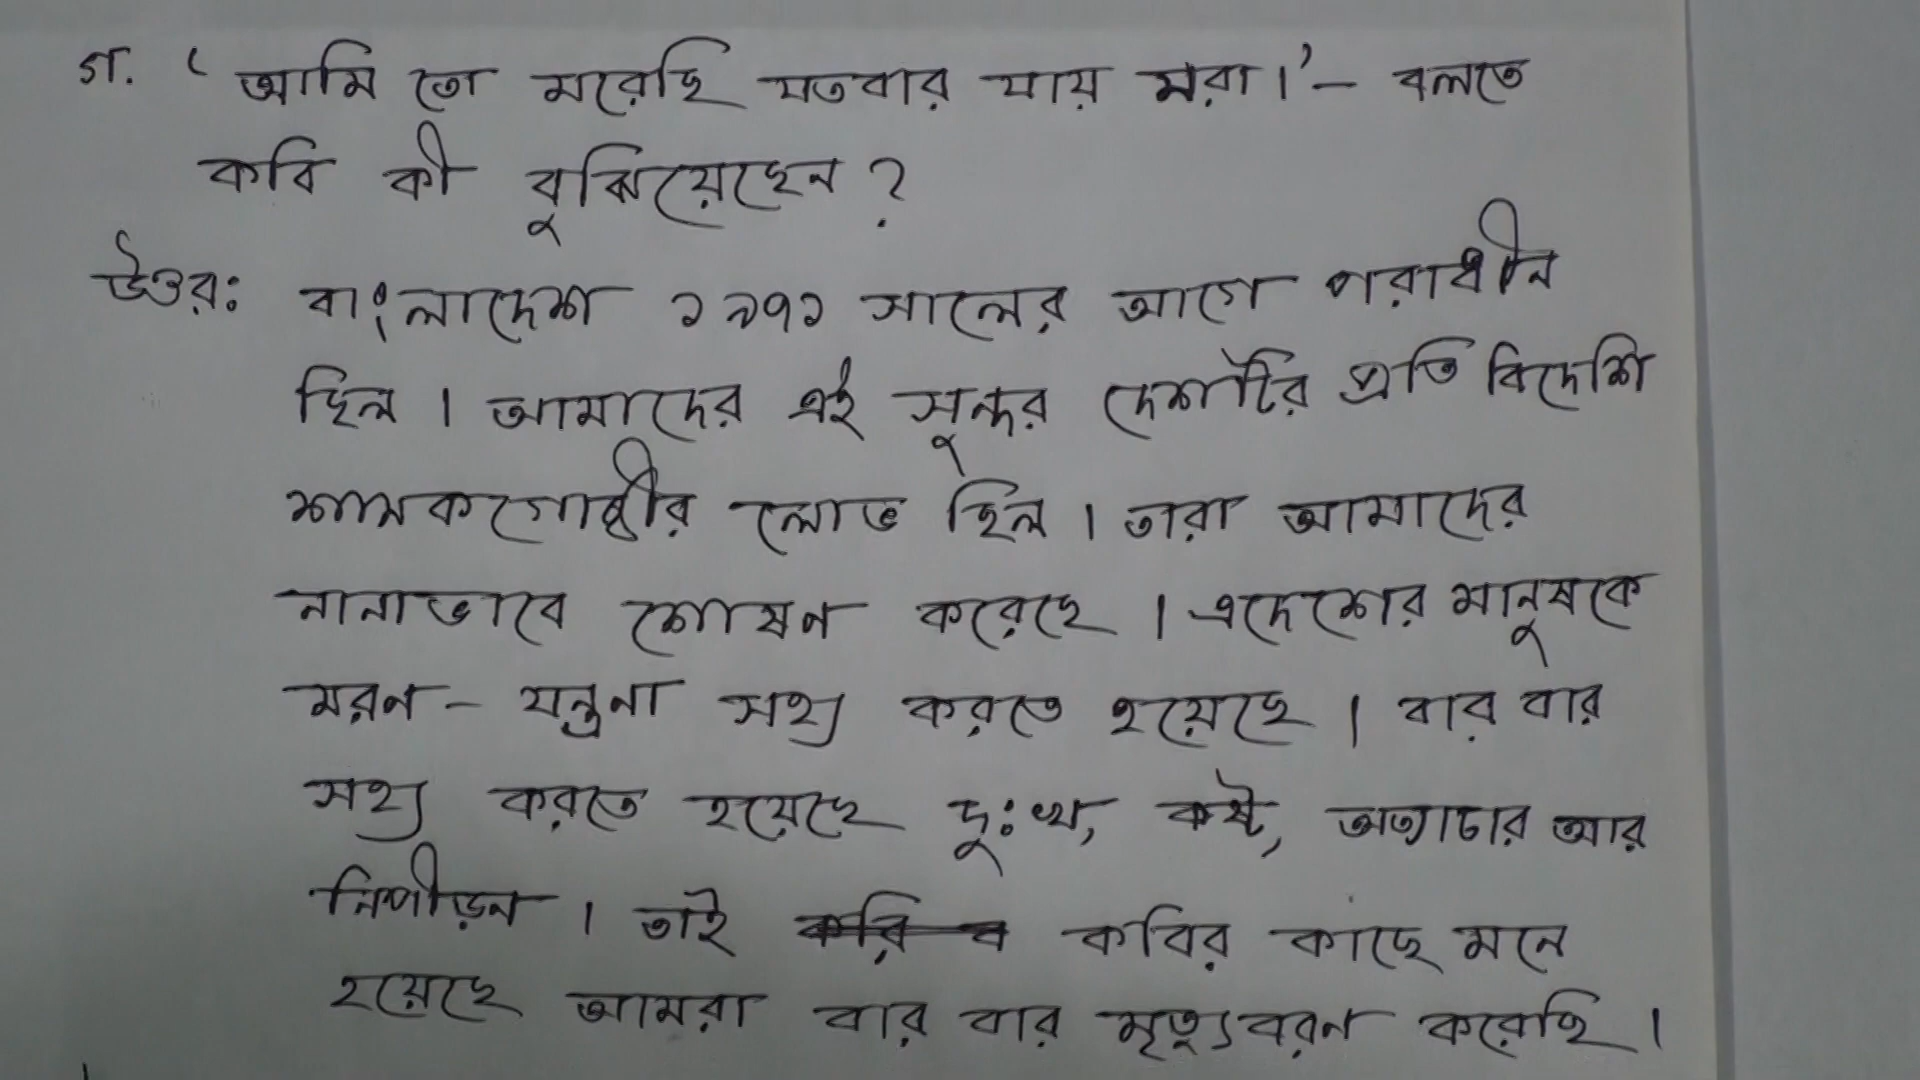 গ. ‘আমি তো মরেছি যতবার যায় মরা।’ – বলতে
কবি কী বুঝিয়েছেন?
উত্তর: বাংলাদেশ ১৯৭১ সালের আগে পরাধীন
ছিল। আমাদের এই সুন্দর দেশটির প্রতি বিদেশি
শাসকগোষ্ঠীর লোভ ছিল। তারা আমাদের
নানাভাবে শোষণ করেছে। এদেশের মানুষকে
মরণ-যন্ত্রনা সহ্য করতে হয়েছে। বার বার
সহ্য করতে হয়েছে দু:খ, কষ্ট, অত্যাচার আর
নিপীড়ন। তাই কবির কাছে মনে
হয়েছে আমরা বার বার মৃত্যুবরণ করেছি।